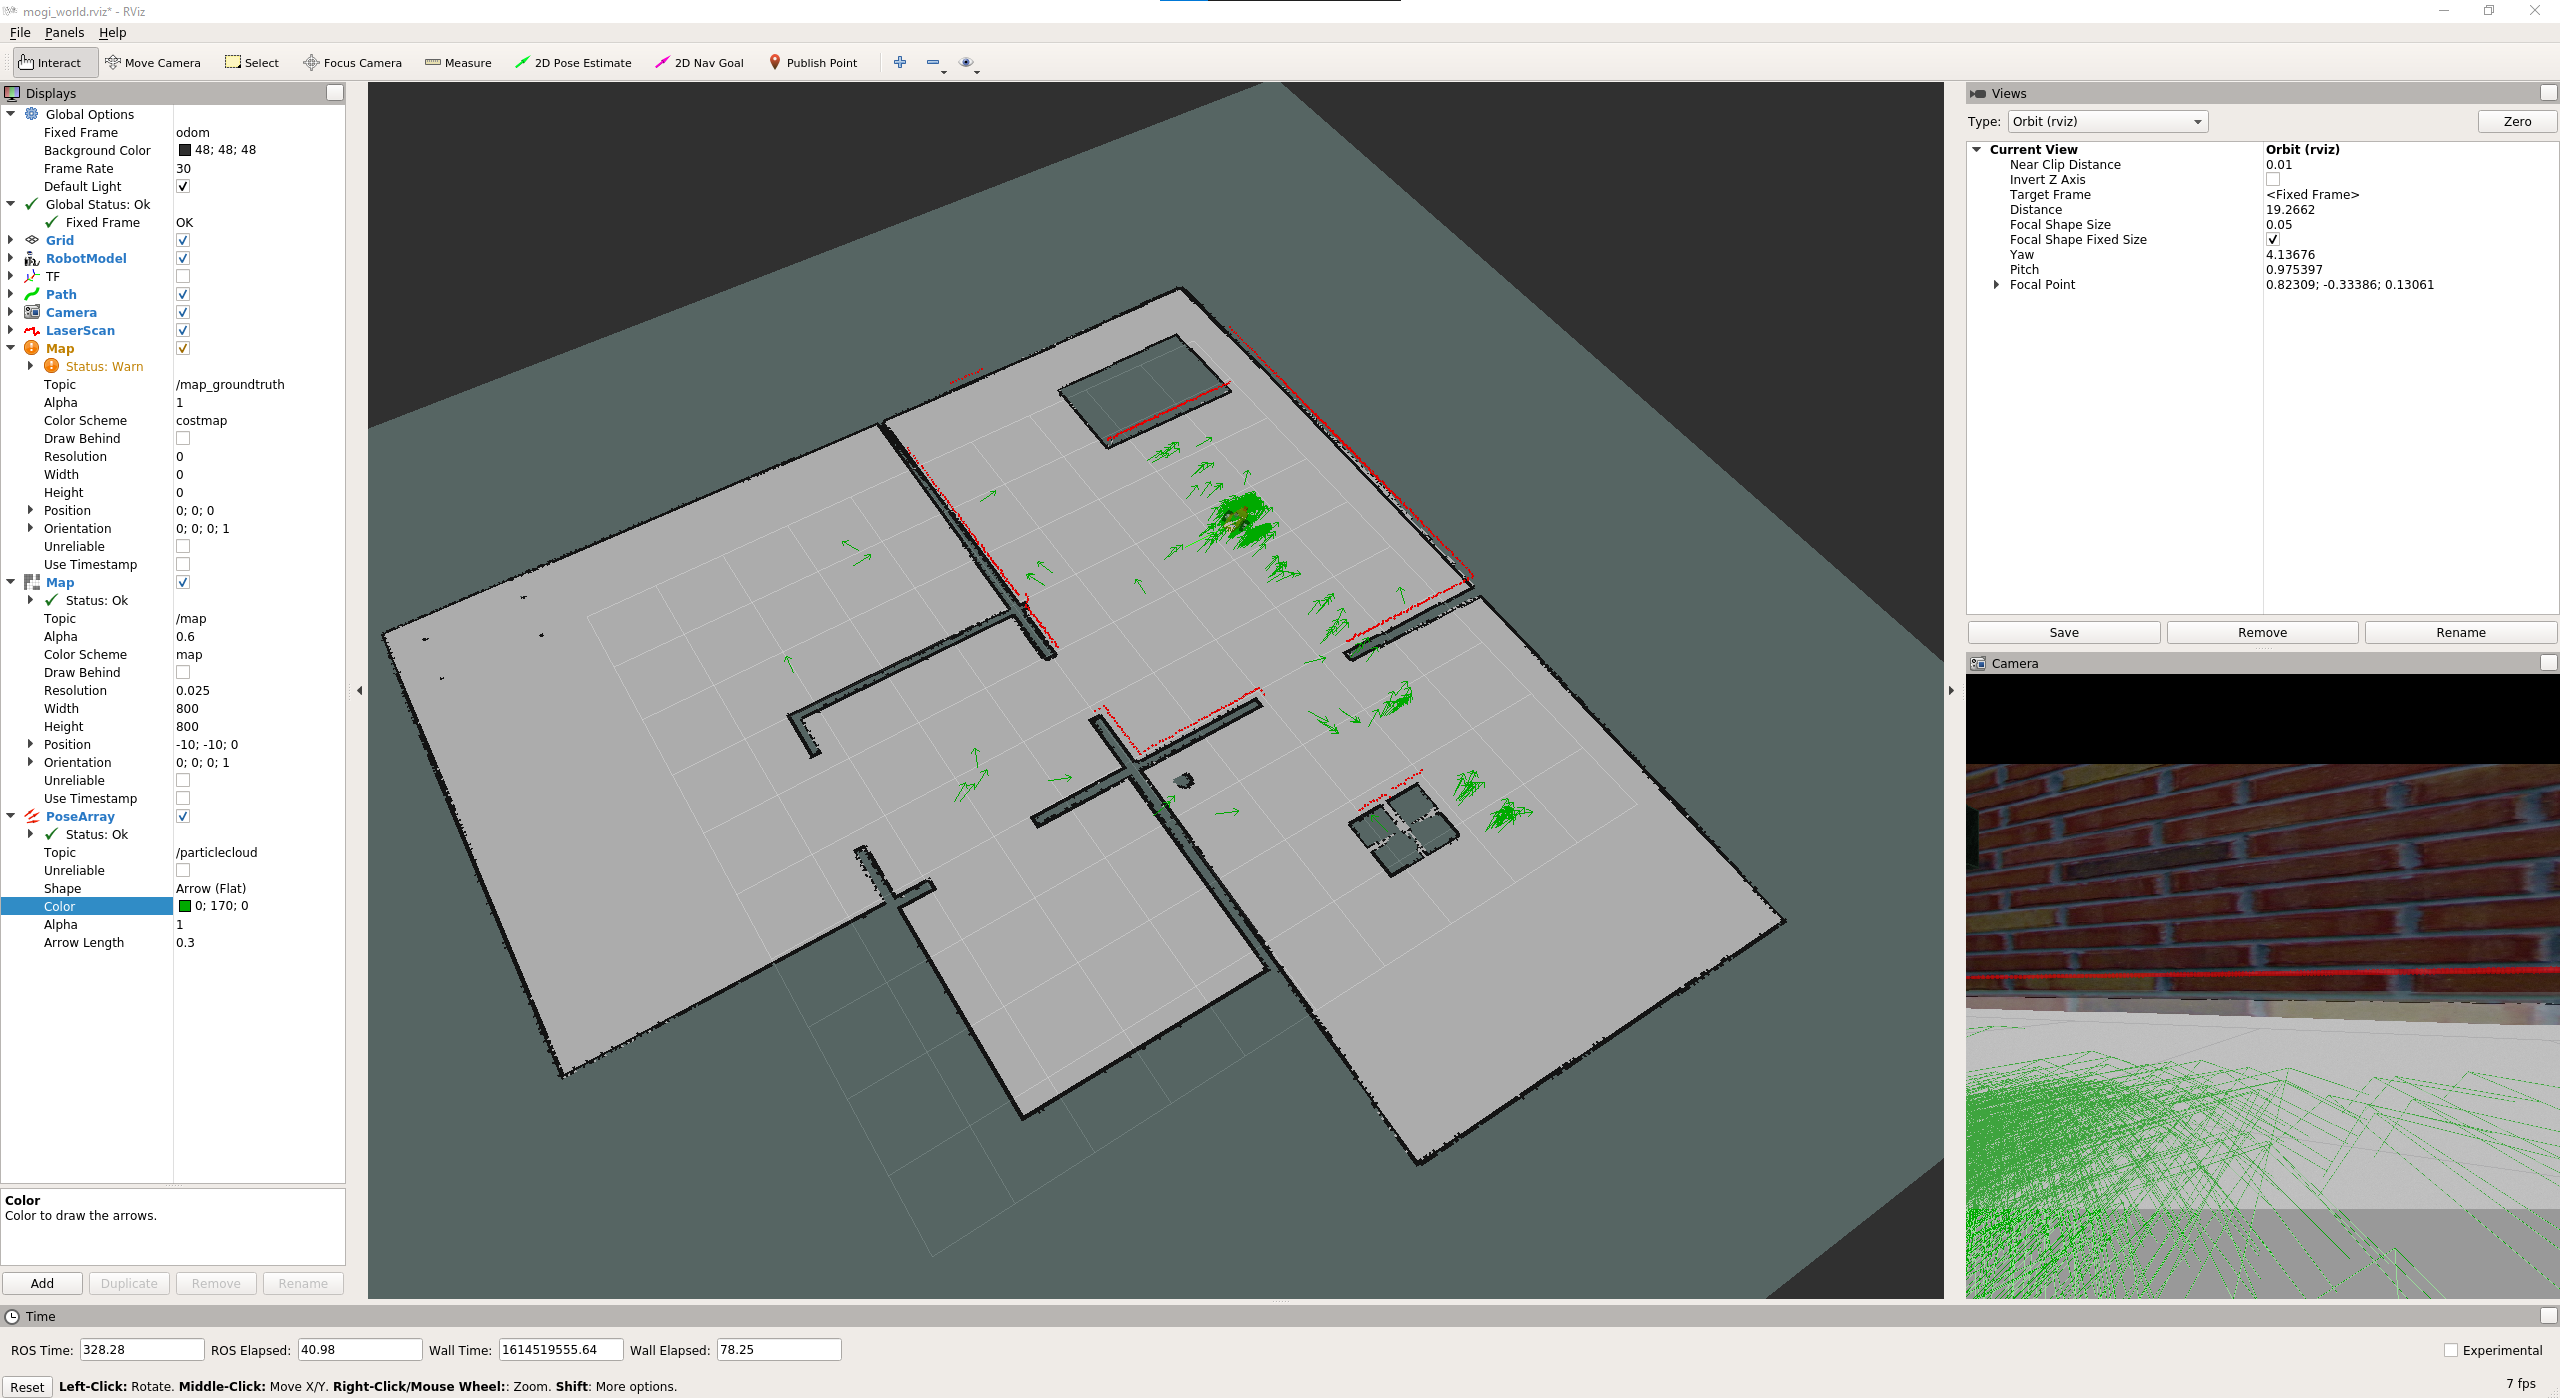 mogi_world.rviz* - RViz
File Panels Help
Interact Move Camera Select Focus Camera Measure 2D Pose Estimate 2D Nav Goal Publish Point
Displays
Global Options
Fixed Frame odom
Background Color 48; 48; 48
Frame Rate 30
Default Light
Global Status: Ok
Fixed Frame OK
Grid
RobotModel
TF
Path
Camera
LaserScan
Map
Status: Warn
Topic /map_groundtruth
Alpha 1
Color Scheme costmap
Draw Behind
Resolution 0
Width 0
Height 0
Position 0; 0; 0
Orientation 0; 0; 0; 1
Unreliable
Use Timestamp
Map
Status: Ok
Topic /map
Alpha 0.6
Color Scheme map
Draw Behind
Resolution 0.025
Width 800
Height 800
Position -10; -10; 0
Orientation 0; 0; 0; 1
Unreliable
Use Timestamp
PoseArray
Status: Ok
Topic /particlecloud
Unreliable
Shape Arrow (Flat)
Color 0; 170; 0
Alpha 1
Arrow Length 0.3
Color
Color to draw the arrows.
Add Duplicate Remove Rename
Views
Type: Orbit (rviz) Zero
Current View Orbit (rviz)
Near Clip Distance 0.01
Invert Z Axis
Target Frame <Fixed Frame>
Distance 19.2662
Focal Shape Size 0.05
Focal Shape Fixed Size
Yaw 4.13676
Pitch 0.975397
Focal Point 0.82309; -0.33386; 0.13061
Save Remove Rename
Camera
Time
ROS Time: 328.28 ROS Elapsed: 40.98 Wall Time: 1614519555.64 Wall Elapsed: 78.25 Experimental
Reset Left-Click: Rotate. Middle-Click: Move X/Y. Right-Click/Mouse Wheel:: Zoom. Shift: More options. 7 fps